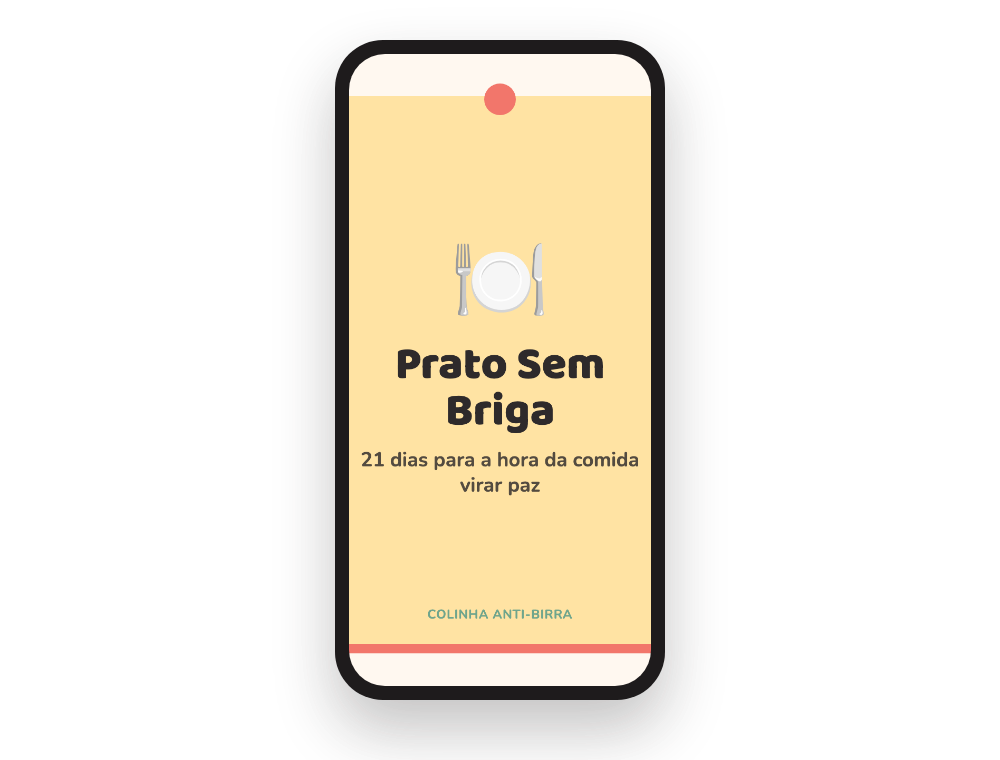 Prato Sem
Briga
21 dias para a hora da comida
virar paz
COLINHA ANTI-BIRRA